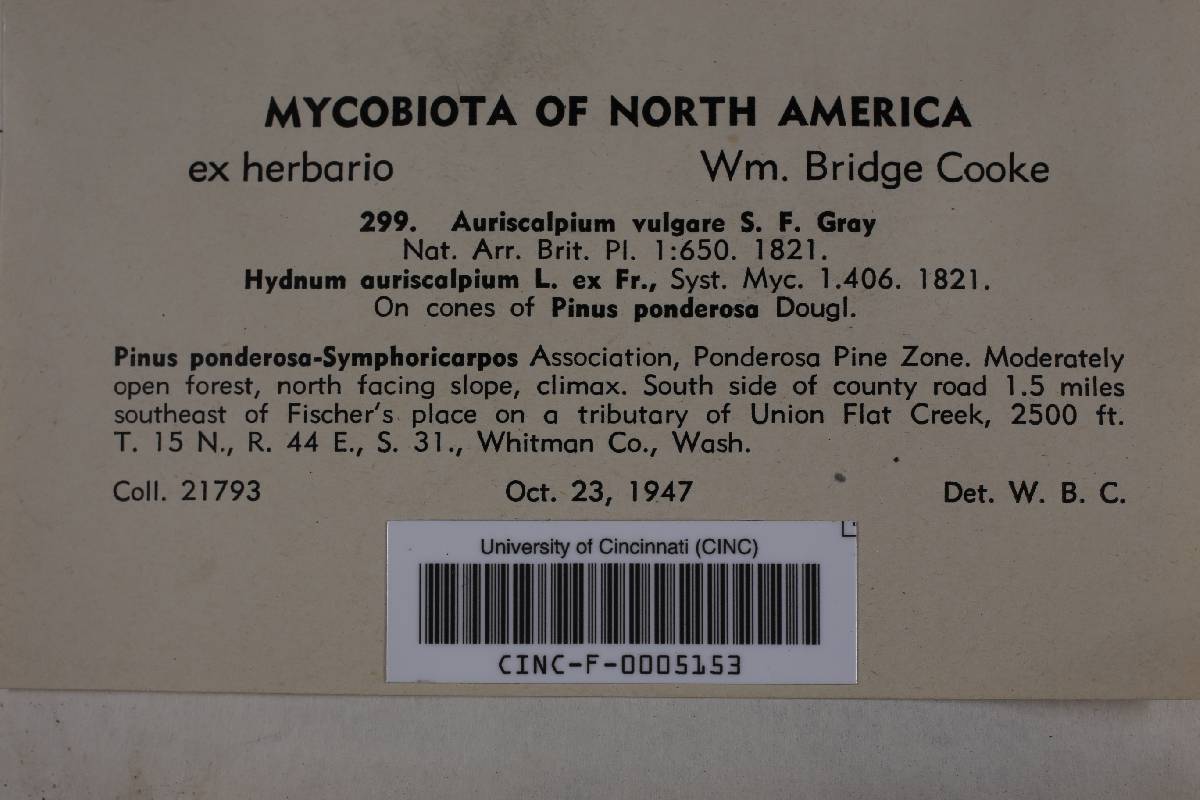 MYCOBIOTA OF NORTH AMERICA
ex herbario Wm. Bridge Cooke
299. Auriscalpium vulgare S. F. Gray
Nat. Arr. Brit. Pl. 1:650. 1821.
Hydnum auriscalpium L. ex Fr., Syst. Myc. 1.406. 1821.
On cones of Pinus ponderosa Dougl.
Pinus ponderosa-Symphoricarpos Association, Ponderosa Pine Zone. Moderately
open forest, north facing slope, climax. South side of county road 1.5 miles
southeast of Fischer's place on a tributary of Union Flat Creek, 2500 ft.
T. 15 N., R. 44 E., S. 31., Whitman Co., Wash.
Coll. 21793 Oct. 23, 1947 Det. W. B. C.
University of Cincinnati (CINC)
CINC-F-0005153